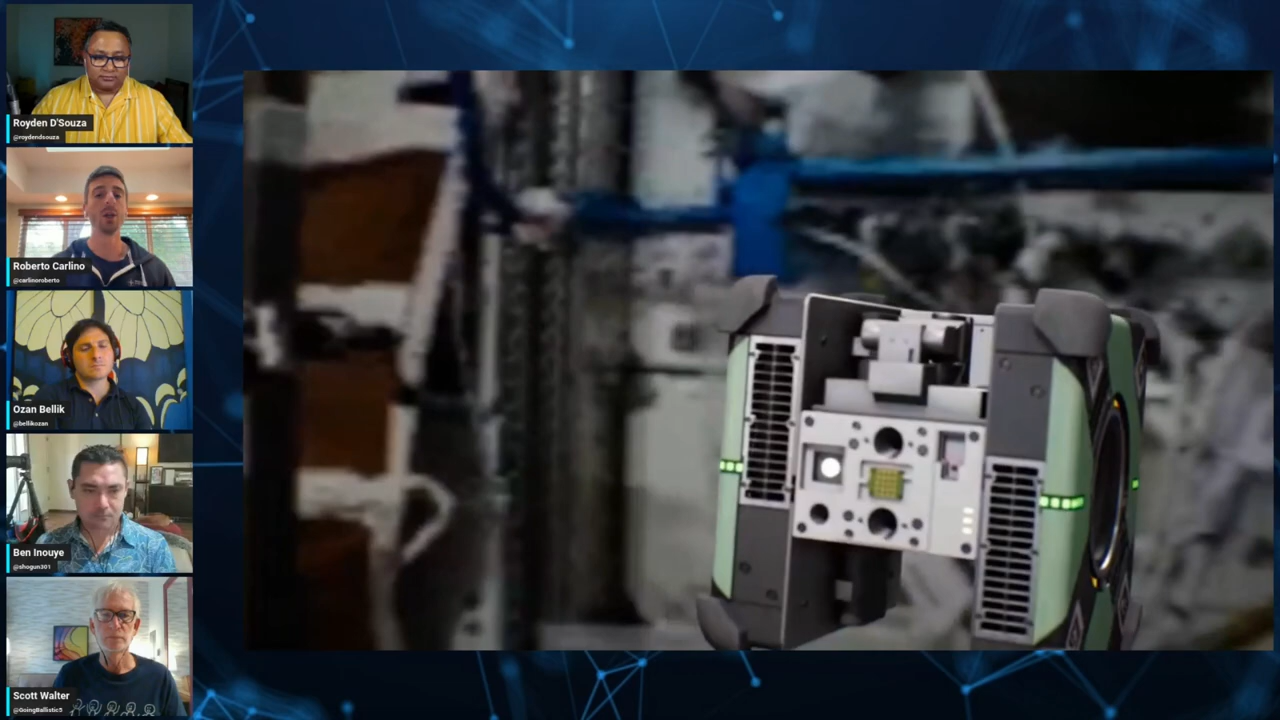 Royden D'Souza
@roydendsouza
Roberto Carlino
@carlinoroberto
Ozan Bellik
@bellikozan
Ben Inouye
@shogun301
Scott Walter
@GoingBallistic5